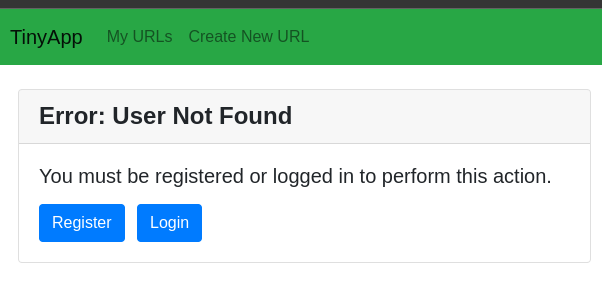 TinyApp My URLs Create New URL
Error: User Not Found
You must be registered or logged in to perform this action.
Register Login